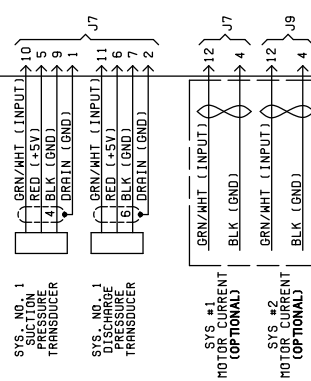 J7
10
5
9
1
11
6
7
2
J7
12
4
J9
12
4
GRN/WHT (INPUT)
RED (+5V)
BLK (GND)
DRAIN (GND)
GRN/WHT (INPUT)
RED (+5V)
BLK (GND)
DRAIN (GND)
GRN/WHT (INPUT)
BLK (GND)
GRN/WHT (INPUT)
BLK (GND)
4
6
SYS. NO. 1
SUCTION
PRESSURE
TRANSDUCER
SYS. NO. 1
DISCHARGE
PRESSURE
TRANSDUCER
SYS #1
MOTOR CURRENT
(OPTIONAL)
SYS #2
MOTOR CURRENT
(OPTIONAL)